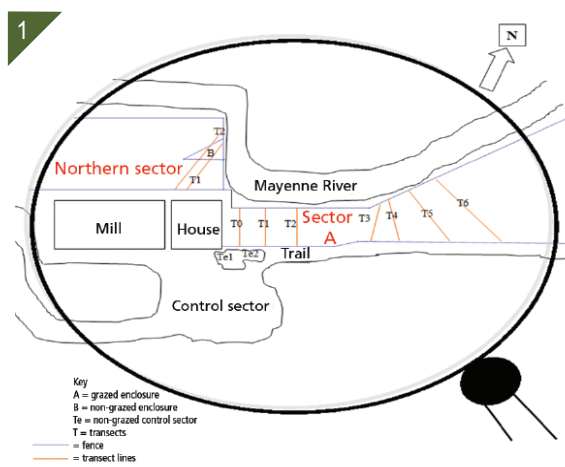 1
N
T2
B
Northern sector
T1
Mayenne River
Mill
House
T0
T1
T2
Sector
A
T3
T4
T5
T6
Te1
Te2
Trail
Control sector
Key
A = grazed enclosure
B = non-grazed enclosure
Te = non-grazed control sector
T = transects
= fence
= transect lines